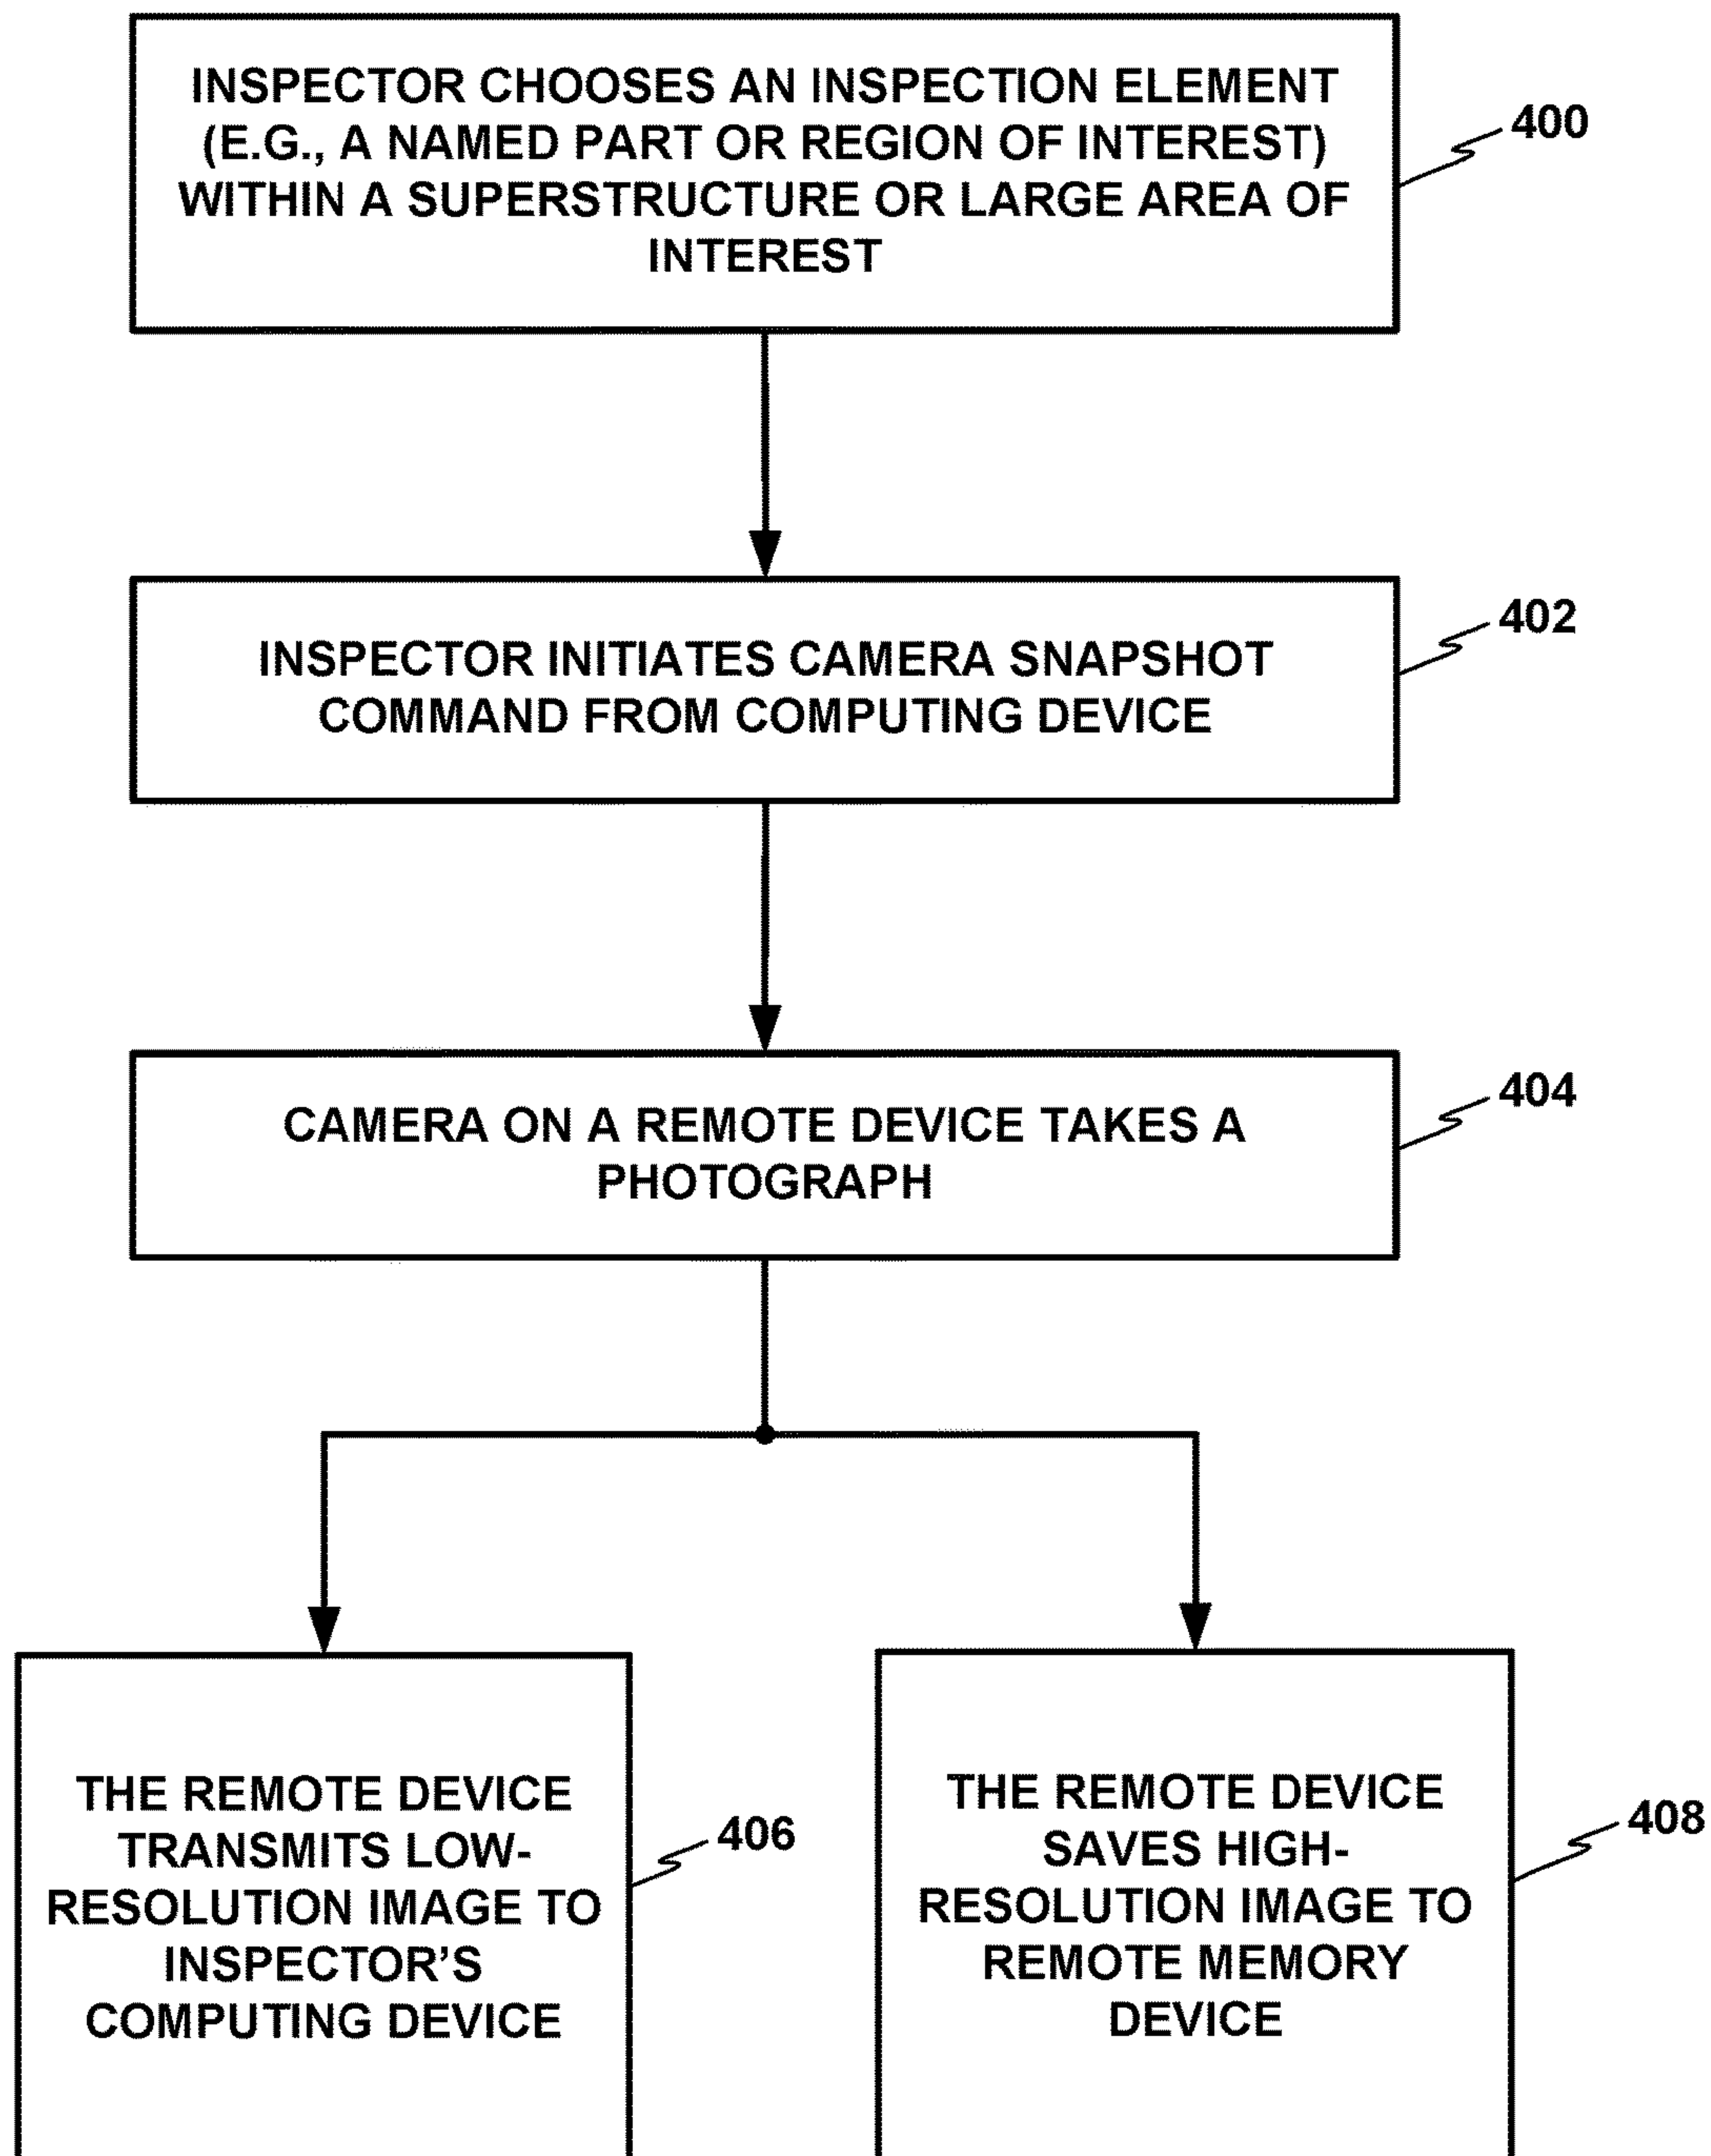 INSPECTOR CHOOSES AN INSPECTION ELEMENT
(E.G., A NAMED PART OR REGION OF INTEREST)
WITHIN A SUPERSTRUCTURE OR LARGE AREA OF
INTEREST
400
INSPECTOR INITIATES CAMERA SNAPSHOT
COMMAND FROM COMPUTING DEVICE
402
CAMERA ON A REMOTE DEVICE TAKES A
PHOTOGRAPH
404
THE REMOTE DEVICE
TRANSMITS LOW-
RESOLUTION IMAGE TO
INSPECTOR’S
COMPUTING DEVICE
406
THE REMOTE DEVICE
SAVES HIGH-
RESOLUTION IMAGE TO
REMOTE MEMORY
DEVICE
408